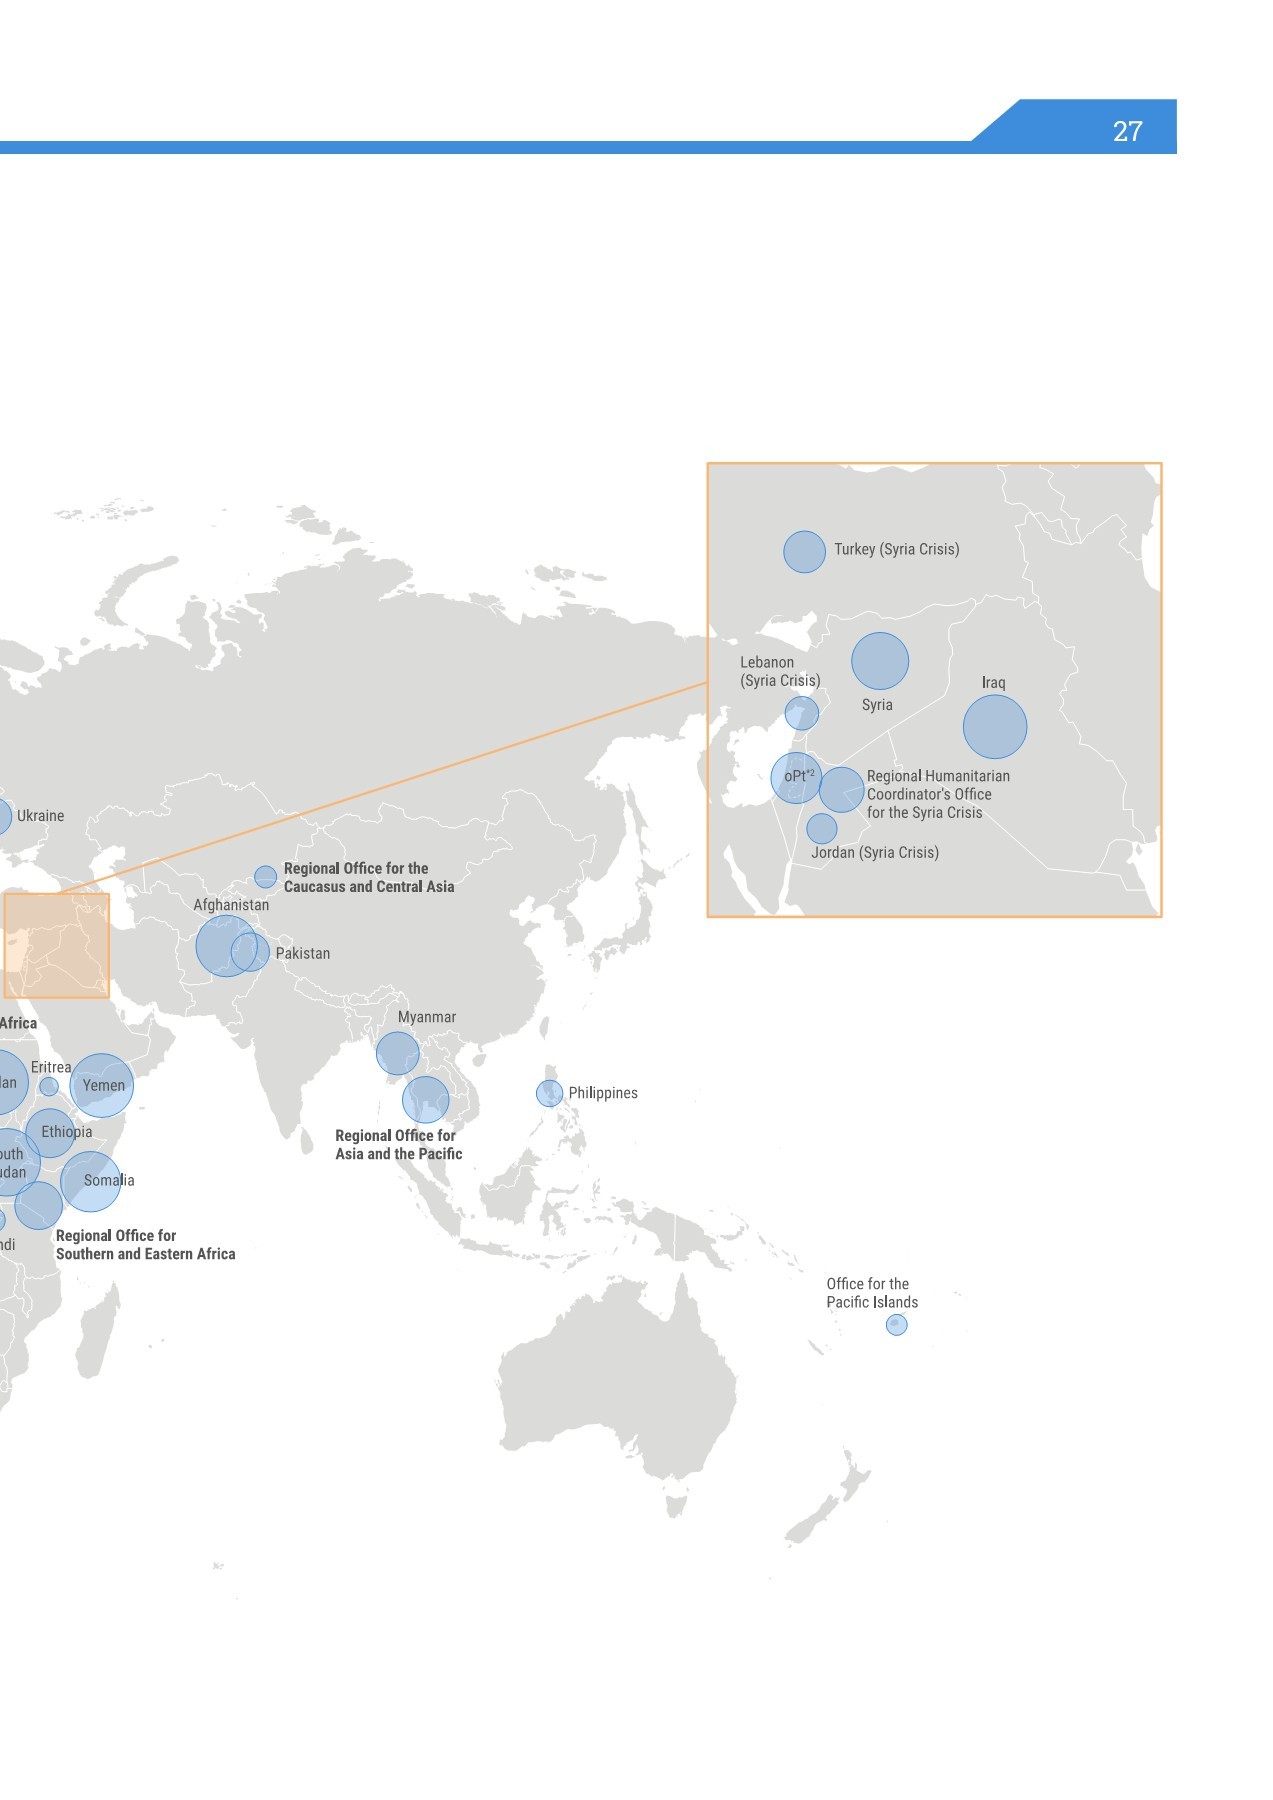 27
Turkey (Syria Crisis)
Lebanon
(Syria Crisis)
Syria
Iraq
oPt*2
Regional Humanitarian
Coordinator's Office
for the Syria Crisis
Jordan (Syria Crisis)
Ukraine
Regional Office for the
Caucasus and Central Asia
Afghanistan
Pakistan
Africa
Myanmar
Eritrea
lan
Yemen
Philippines
Ethiopia
Regional Office for
Asia and the Pacific
outh
udan
Somalia
Regional Office for
Southern and Eastern Africa
ndi
Office for the
Pacific Islands